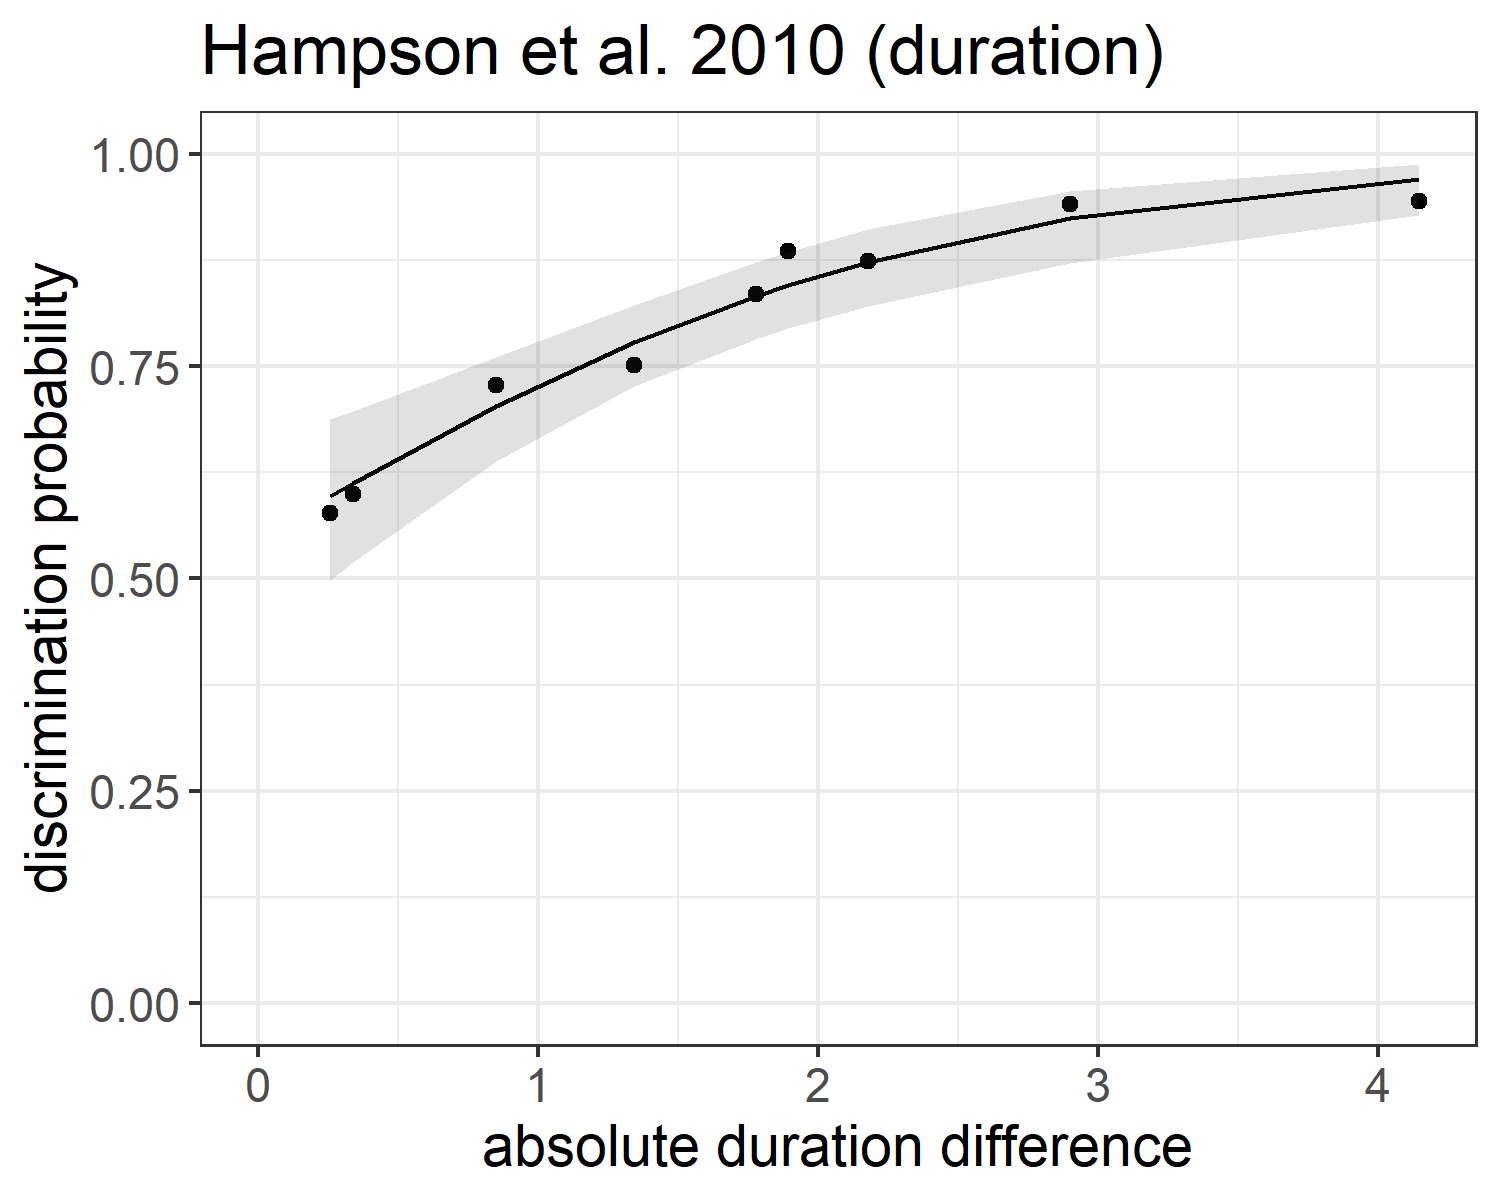 Hampson et al. 2010 (duration)
discrimination probability
1.00
0.75
0.50
0.25
0.00
0 1 2 3 4
absolute duration difference